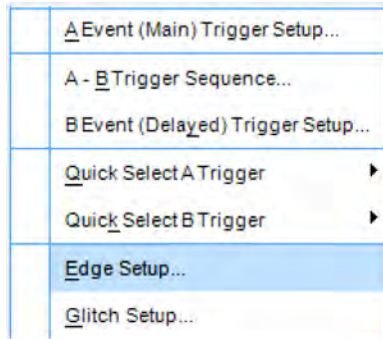 A Event (Main) Trigger Setup...
A - B Trigger Sequence...
B Event (Delayed) Trigger Setup...
Quick Select A Trigger
Quick Select B Trigger
Edge Setup...
Glitch Setup...